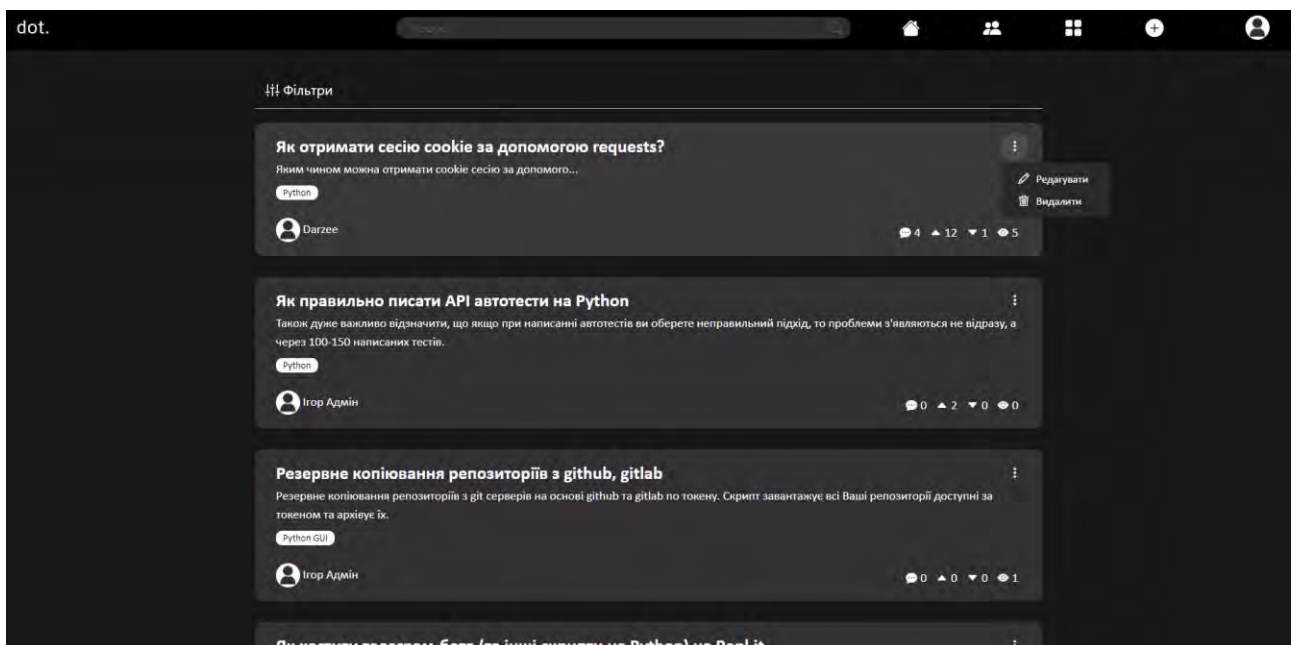 dot.
Фільтри
Як отримати сесію cookie за допомогою requests?
Яким чином можна отримати cookie сесію за допомого...
Редагувати
Python
Видалити
Darzee
4 12 1 5
Як правильно писати API автотести на Python
Також дуже важливо відзначити, що якщо при написанні автотестів ви оберете неправильний підхід, то проблеми з'являються не відразу, а
через 100-150 написаних тестів.
Python
Ігор Адмін
0 2 0 0
Резервне копіювання репозиторіїв з github, gitlab
Резервне копіювання репозиторіїв з git серверів на основі github та gitlab по токену. Скрипт завантажує всі Ваші репозиторії доступні за
токеном та архівує їх.
Python GUI
Ігор Адмін
0 0 0 1